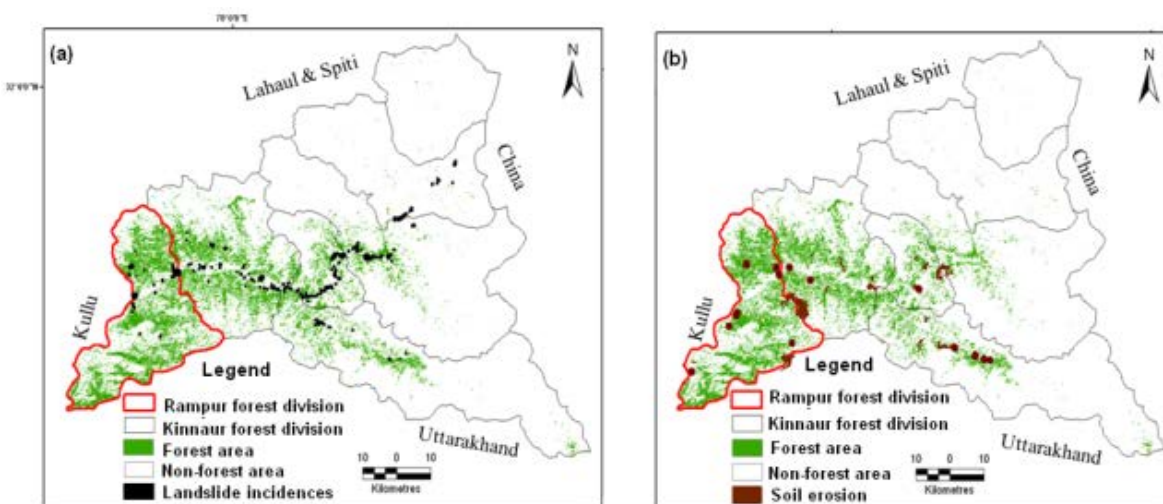 (a)
N
Lahaul & Spiti
China
Kullu
Uttarakhand
Legend
Rampur forest division
Kinnaur forest division
Forest area
Non-forest area
Landslide incidences
10 0 10
Kilometres
(b)
N
Lahaul & Spiti
China
Kullu
Uttarakhand
Legend
Rampur forest division
Kinnaur forest division
Forest area
Non-forest area
Soil erosion
10 0 10
Kilometres